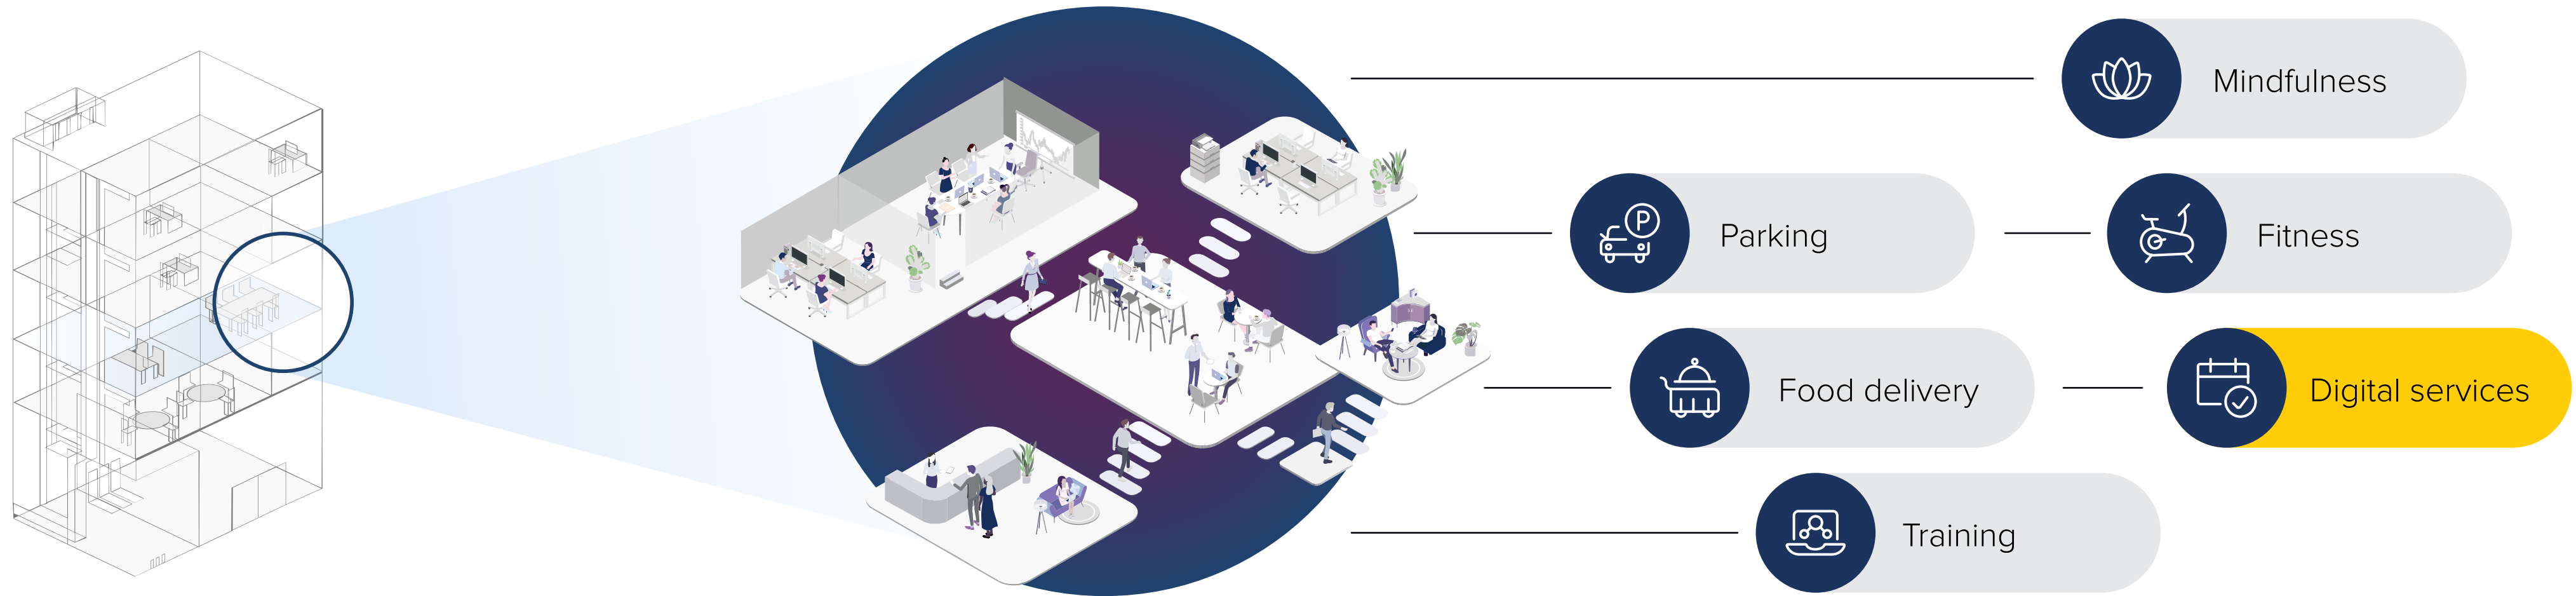 Mindfulness
P
Parking
Fitness
Food delivery
Digital services
Training